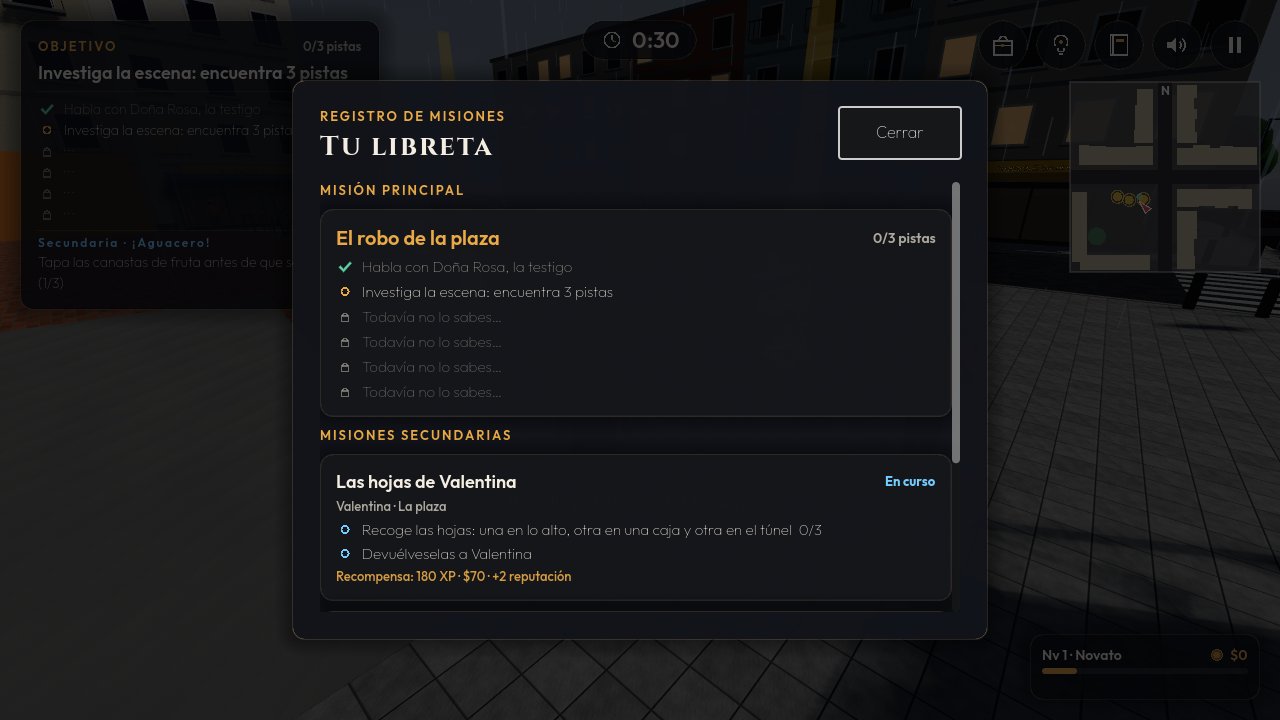 OBJETIVO
0/3 pistas
0:30
Investiga la escena: encuentra 3 pistas
Habla con Doña Rosa, la testigo
Investiga la escena: encuentra 3 pista
...
...
...
...
Secundaria · ¡Aguacero!
Tapa las canastas de fruta antes de que s
(1/3)
N
REGISTRO DE MISIONES
TU LIBRETA
Cerrar
MISIÓN PRINCIPAL
El robo de la plaza
0/3 pistas
Habla con Doña Rosa, la testigo
Investiga la escena: encuentra 3 pistas
Todavía no lo sabes...
Todavía no lo sabes...
Todavía no lo sabes...
Todavía no lo sabes...
MISIONES SECUNDARIAS
Las hojas de Valentina
En curso
Valentina · La plaza
Recoge las hojas: una en lo alto, otra en una caja y otra en el túnel 0/3
Devuélveselas a Valentina
Recompensa: 180 XP · $70 · +2 reputación
Nv 1 · Novato
$0